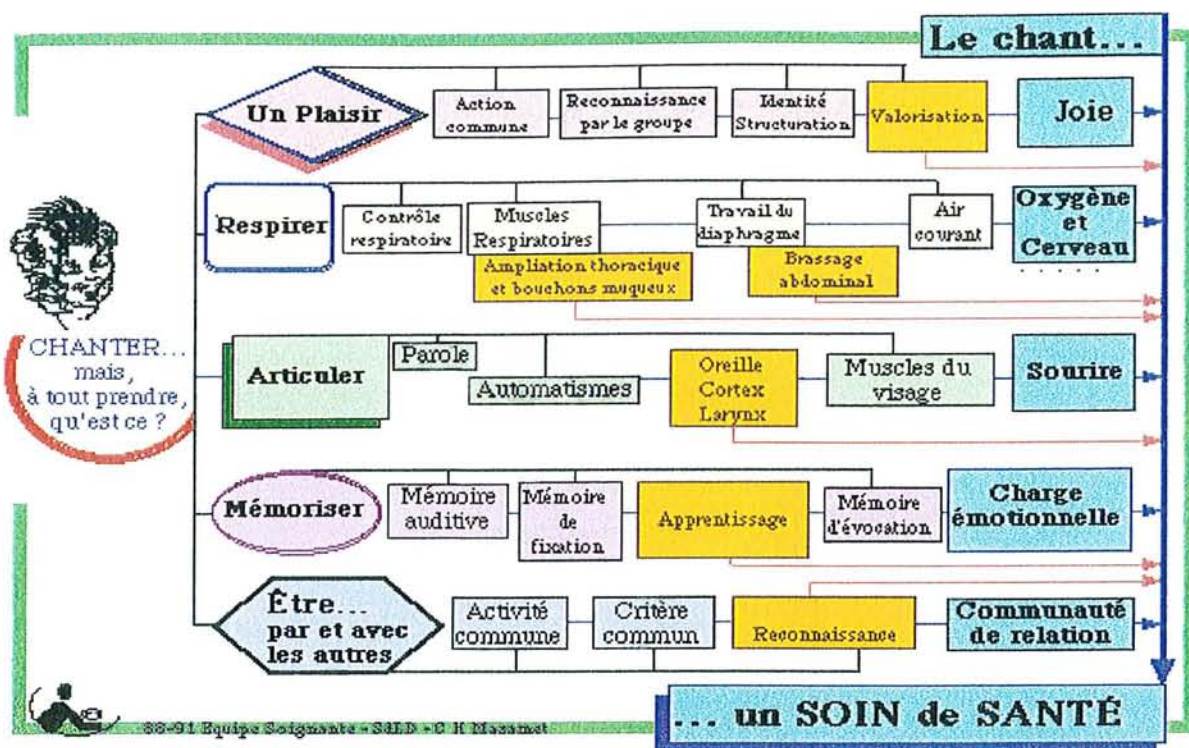 Le chant...
Un Plaisir
Action
commune
Reconnaissance
par le groupe
Identité
Structuration
Valorisation
Joie
Respirer
Contrôle
respiratoire
Muscles
Respiratoires
Travail du
diaphragme
Air
courant
Oxygène
et
Cerveau
. . . . .
Ampliation thoracique
et bouchons muqueux
Brassage
abdominal
CHANTER...
mais,
à tout prendre,
qu'est ce ?
Articuler
Parole
Automatismes
Oreille
Cortex
Larynx
Muscles du
visage
Sourire
Mémoriser
Mémoire
auditive
Mémoire
de
fixation
Apprentissage
Mémoire
d'évocation
Charge
émotionnelle
Être...
par et avec
les autres
Activité
commune
Critère
commun
Reconnaissance
Communauté
de relation
88-91 Equipe Soignante - SdLD - C H Mazamet
... un SOIN de SANTÉ